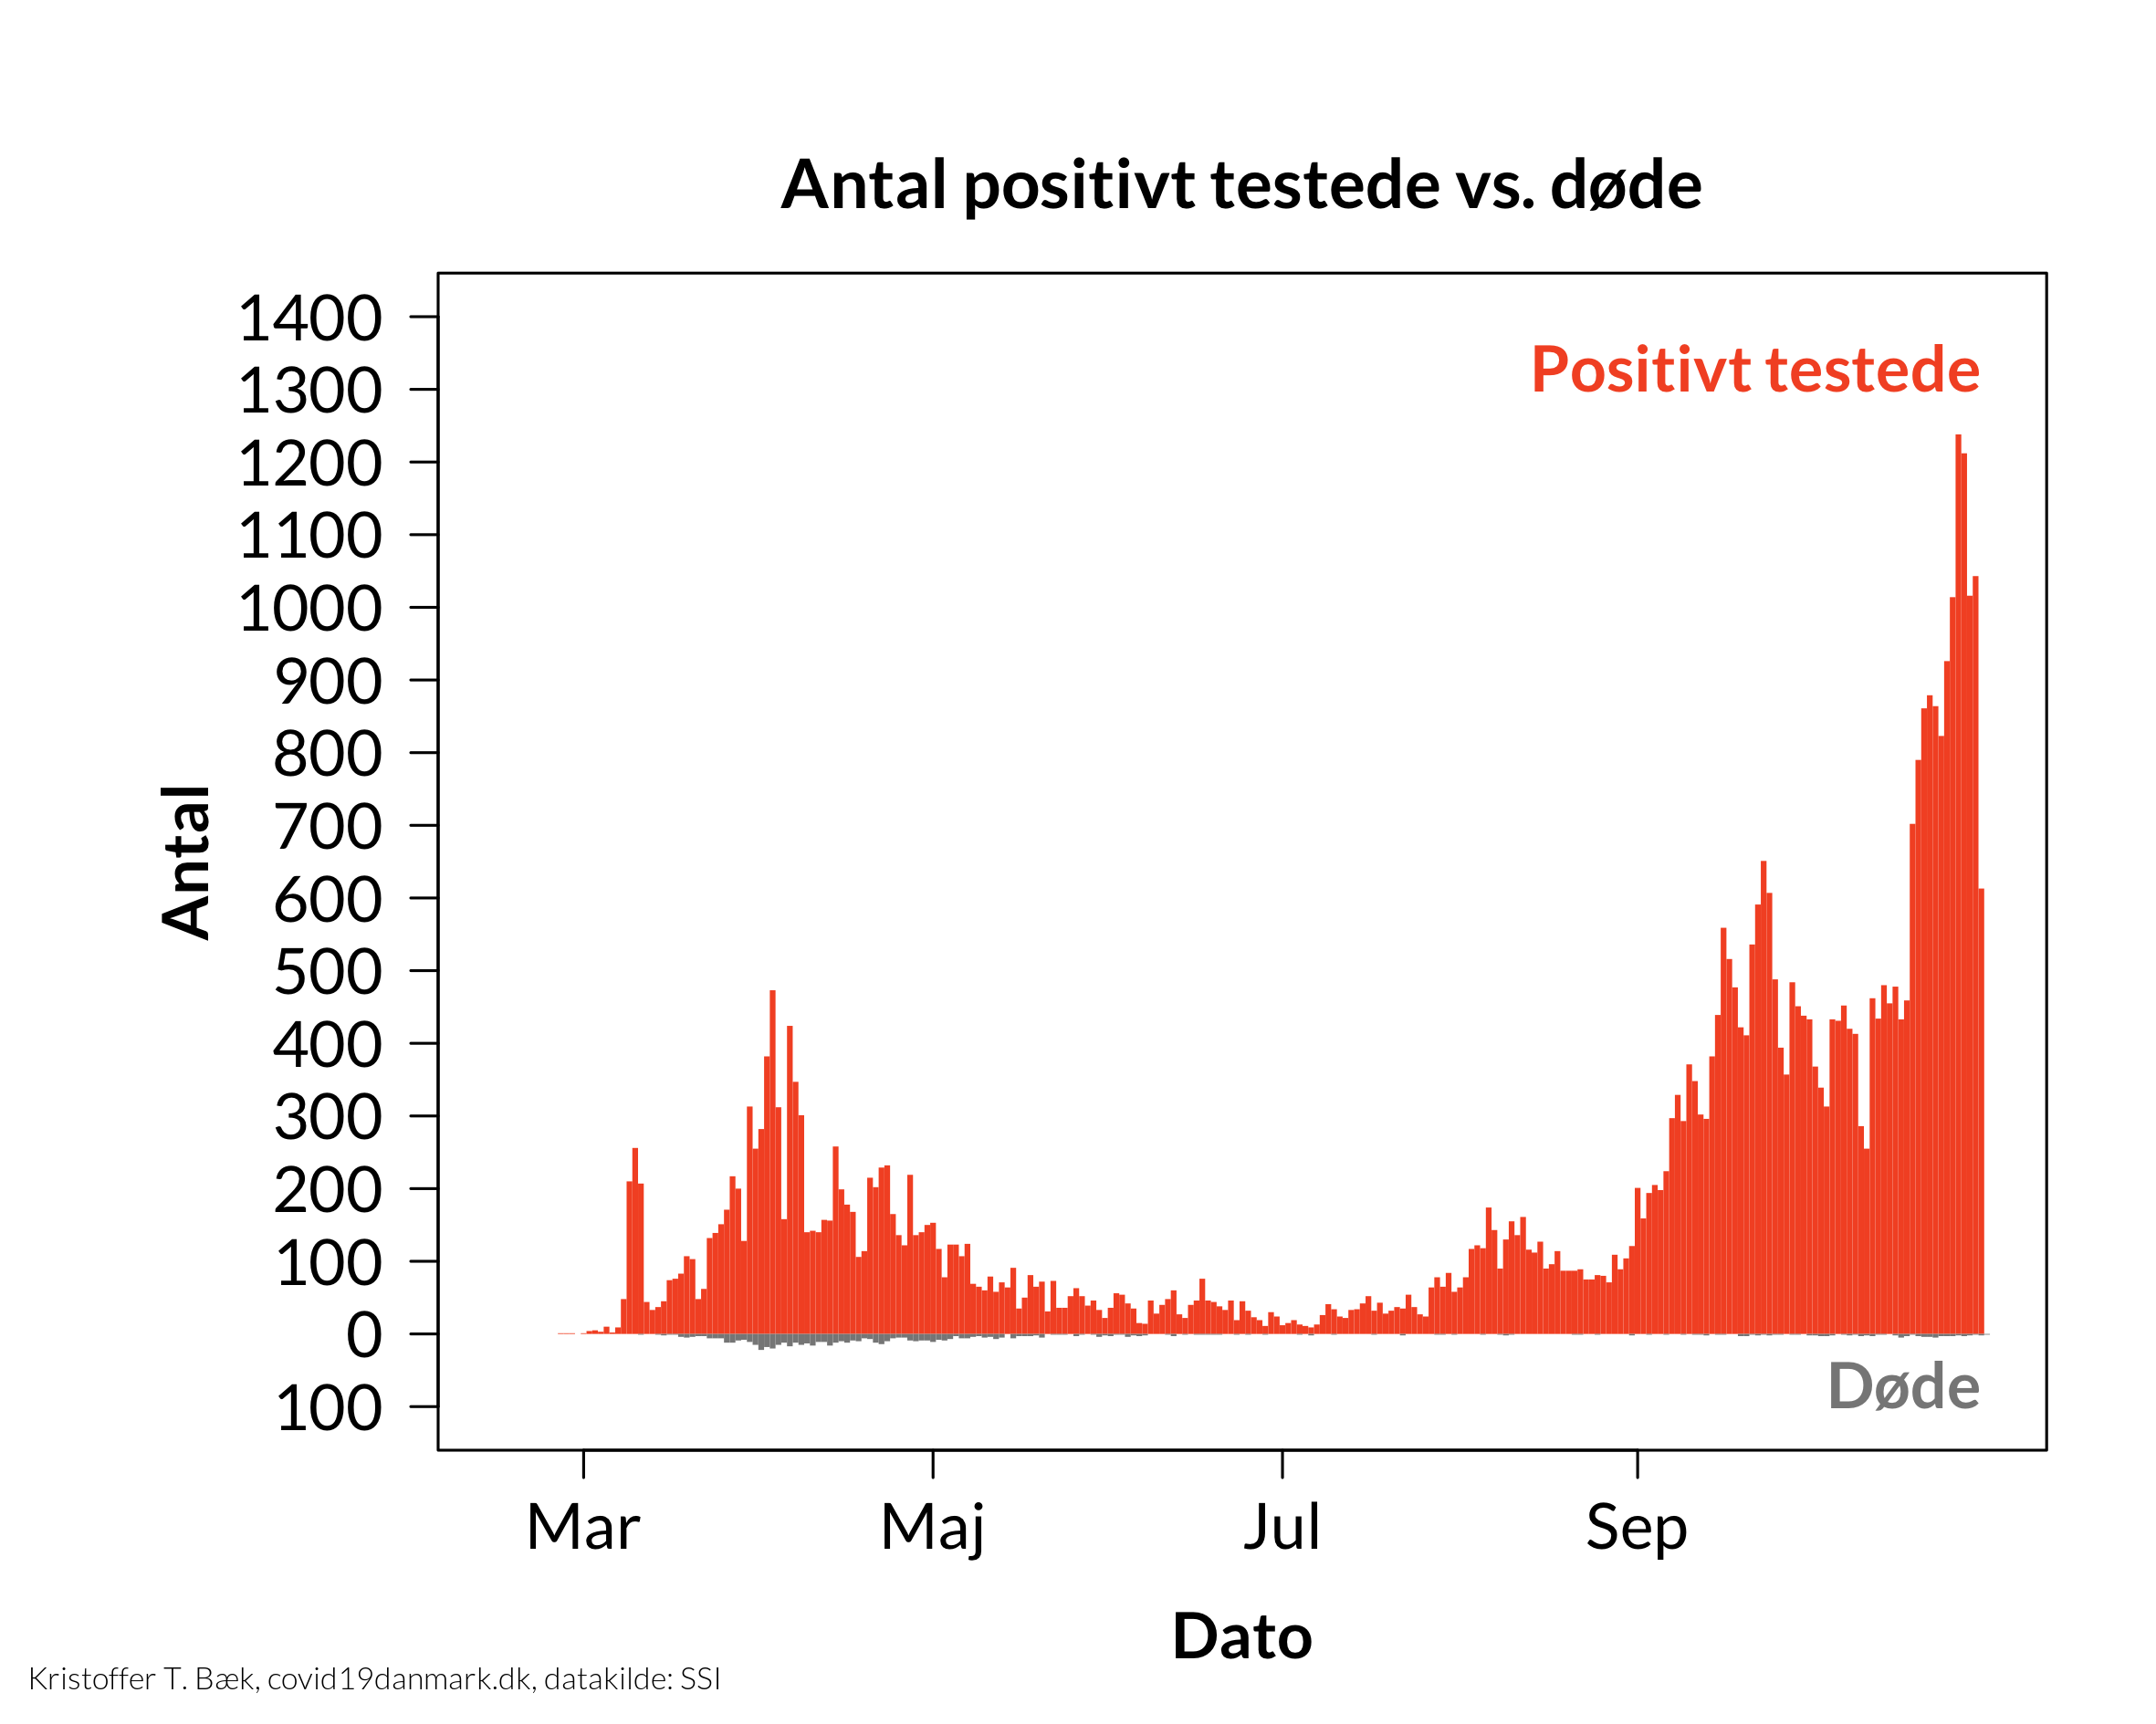 Antal positivt testede vs. døde
1400
1300
1200
1100
1000
900
800
700
600
500
400
300
200
100
0
100
Antal
Positivt testede
Døde
Mar Maj Jul Sep
Dato
Kristoffer T. Bæk, covid19danmark.dk, datakilde: SSI